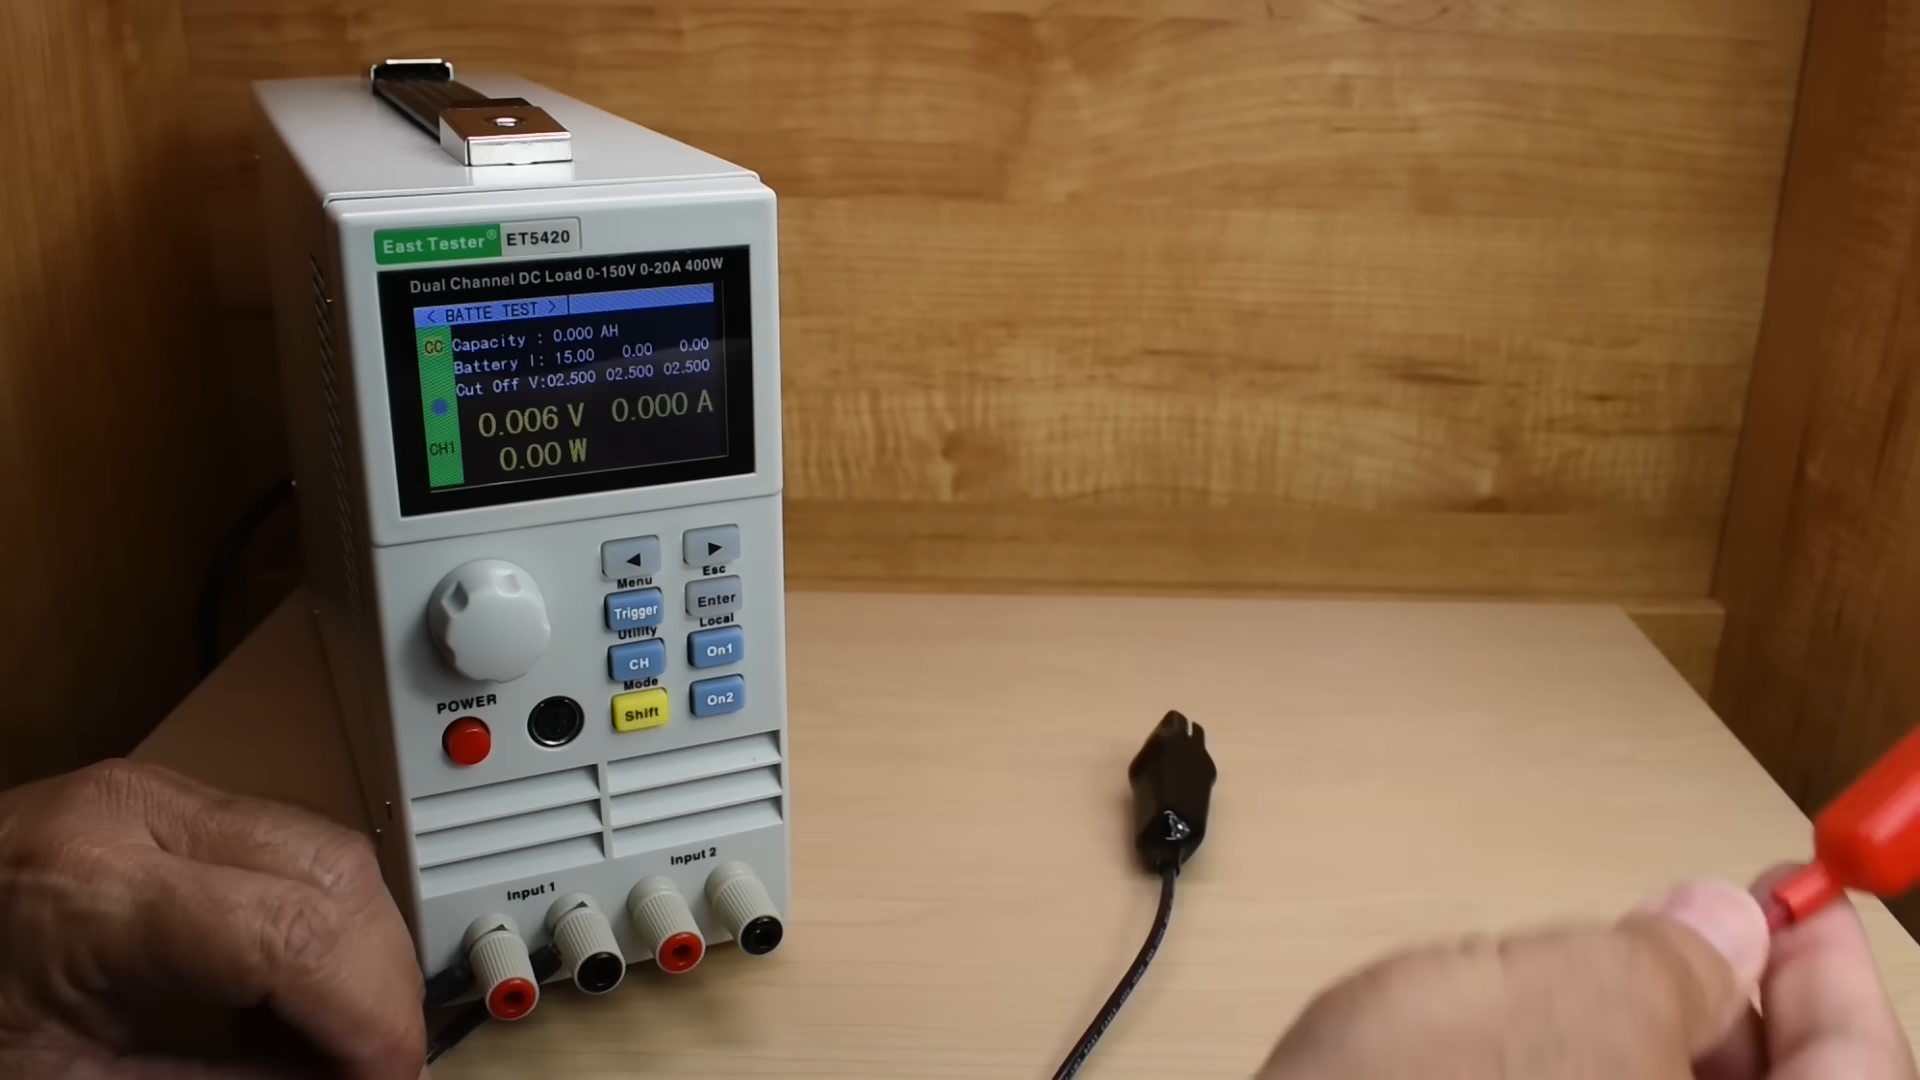 East Tester® ET5420
Dual Channel DC Load 0-150V 0-20A 400W
< BATTE TEST >
CC
Capacity : 0.000 AH
Battery I: 15.00 0.00 0.00
Cut Off V:02.500 02.500 02.500
0.006 V 0.000 A
CH1
0.00 W
◀ ▶
Menu Esc
Trigger Enter
Utility Local
CH On1
Mode
Shift On2
POWER
Input 1 Input 2